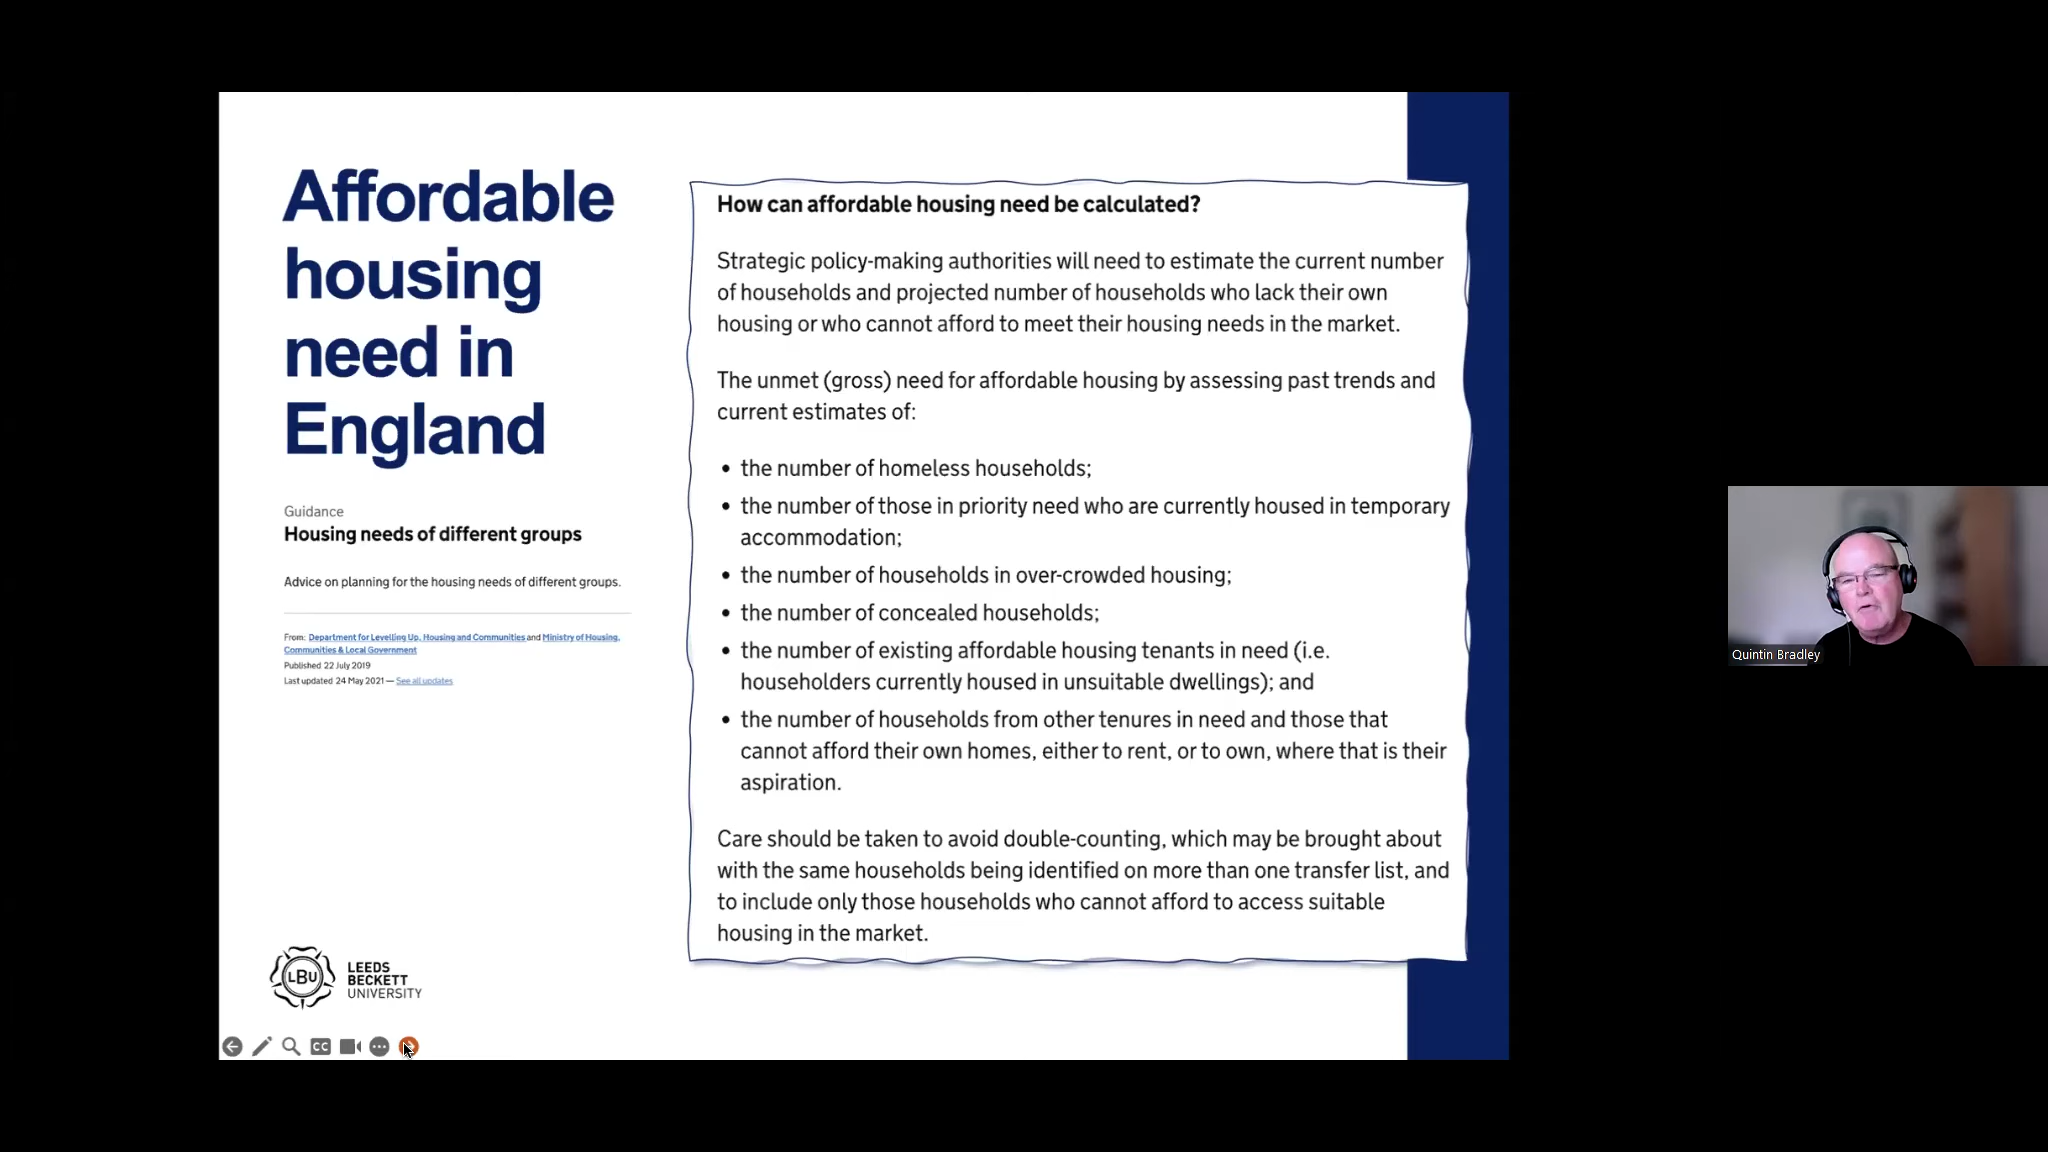 Affordable
housing
need in
England
Guidance
Housing needs of different groups
Advice on planning for the housing needs of different groups.
From: Department for Levelling Up, Housing and Communities and Ministry of Housing,
Communities & Local Government
Published 22 July 2019
Last updated 24 May 2021 — See all updates
LBU
LEEDS
BECKETT
UNIVERSITY
CC
How can affordable housing need be calculated?
Strategic policy-making authorities will need to estimate the current number
of households and projected number of households who lack their own
housing or who cannot afford to meet their housing needs in the market.
The unmet (gross) need for affordable housing by assessing past trends and
current estimates of:
• the number of homeless households;
• the number of those in priority need who are currently housed in temporary
accommodation;
• the number of households in over-crowded housing;
• the number of concealed households;
• the number of existing affordable housing tenants in need (i.e.
householders currently housed in unsuitable dwellings); and
• the number of households from other tenures in need and those that
cannot afford their own homes, either to rent, or to own, where that is their
aspiration.
Care should be taken to avoid double-counting, which may be brought about
with the same households being identified on more than one transfer list, and
to include only those households who cannot afford to access suitable
housing in the market.
Quintin Bradley